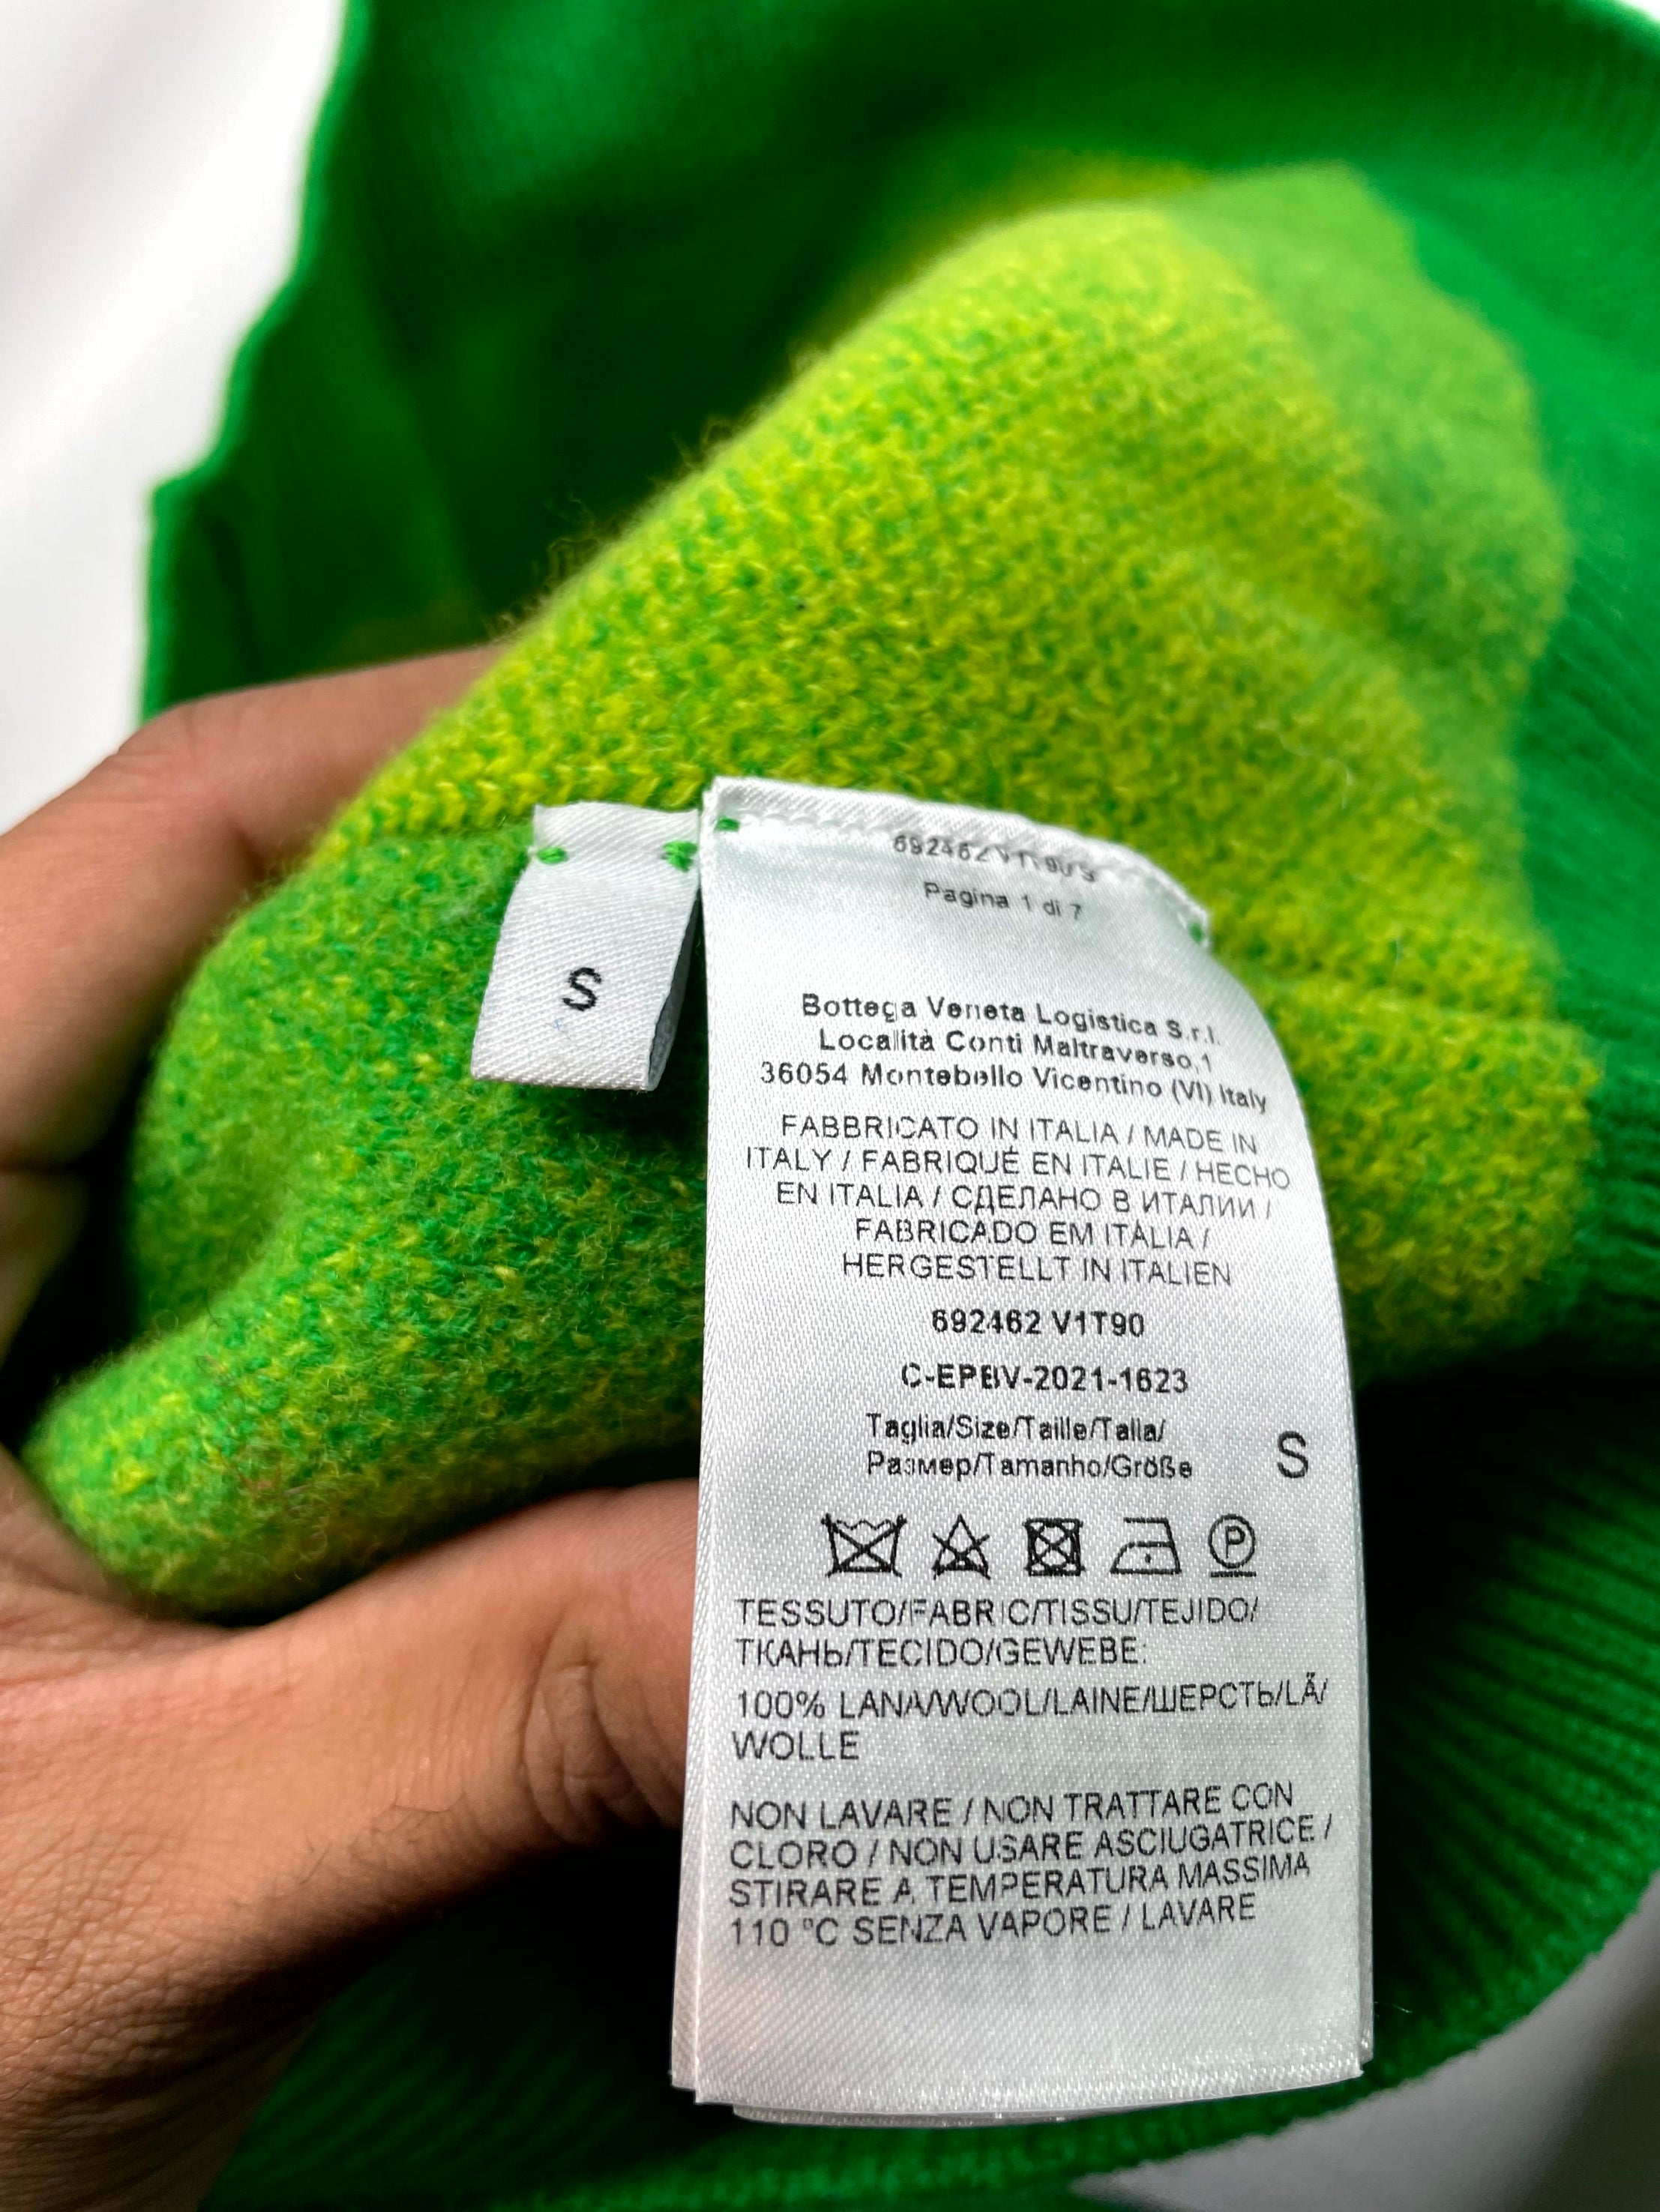 692462 V1T90 S
Pagina 1 di 7
S
Bottega Veneta Logistica S.r.l.
Località Conti Maltraverso,1
36054 Montebello Vicentino (VI) Italy
FABBRICATO IN ITALIA / MADE IN
ITALY / FABRIQUÉ EN ITALIE / HECHO
EN ITALIA / СДЕЛАНО В ИТАЛИИ /
FABRICADO EM ITÁLIA /
HERGESTELLT IN ITALIEN
692462 V1T90
C-EPBV-2021-1623
Taglia/Size/Taille/Talla/
Размер/Tamanho/Größe S
P
TESSUTO/FABRIC/TISSU/TEJIDO/
ТКАНЬ/TECIDO/GEWEBE:
100% LANA/WOOL/LAINE/ШЕРСТЬ/LÃ/
WOLLE
NON LAVARE / NON TRATTARE CON
CLORO / NON USARE ASCIUGATRICE /
STIRARE A TEMPERATURA MASSIMA
110 °C SENZA VAPORE / LAVARE